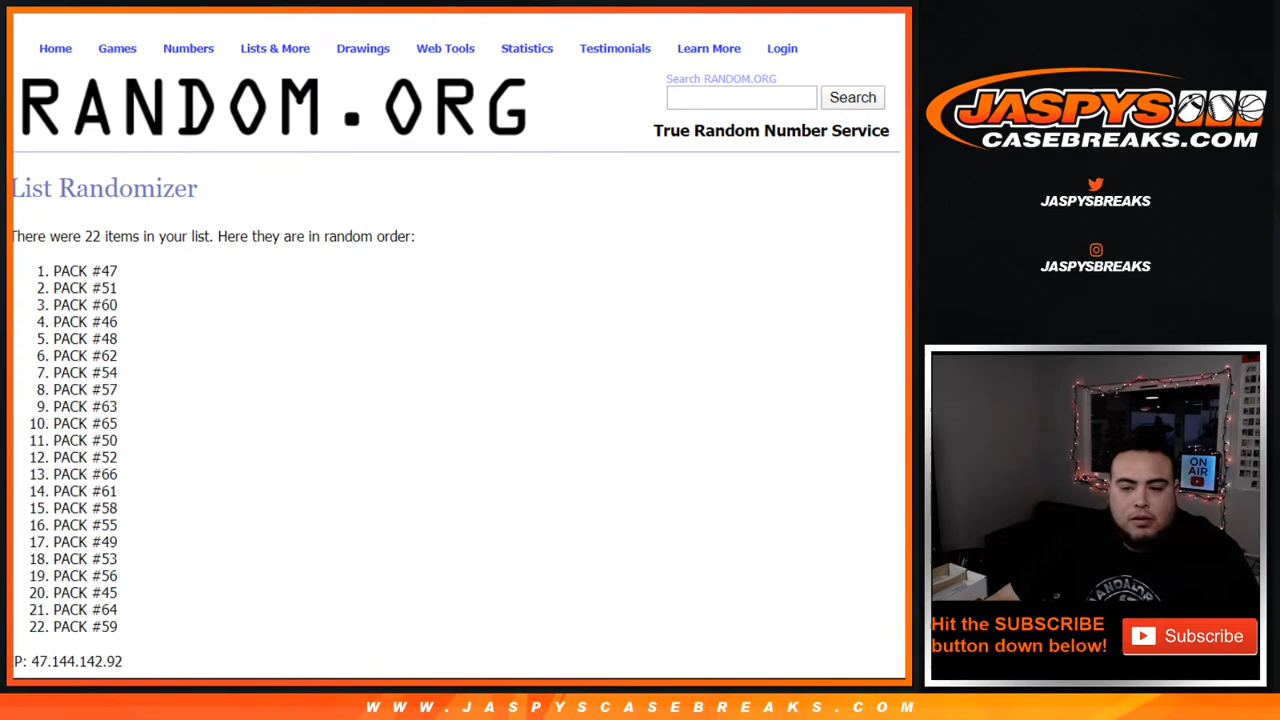 Home Games Numbers Lists & More Drawings Web Tools Statistics Testimonials Learn More Login
RANDOM.ORG
Search RANDOM.ORG
Search
True Random Number Service
List Randomizer
There were 22 items in your list. Here they are in random order:
1. PACK #47
2. PACK #51
3. PACK #60
4. PACK #46
5. PACK #48
6. PACK #62
7. PACK #54
8. PACK #57
9. PACK #63
10. PACK #65
11. PACK #50
12. PACK #52
13. PACK #66
14. PACK #61
15. PACK #58
16. PACK #55
17. PACK #49
18. PACK #53
19. PACK #56
20. PACK #45
21. PACK #64
22. PACK #59
IP: 47.144.142.92
JASPYS
CASEBREAKS.COM
JASPYSBREAKS
JASPYSBREAKS
ON
AIR
Hit the SUBSCRIBE
button down below!
Subscribe
WWW.JASPYSCASEBREAKS.COM